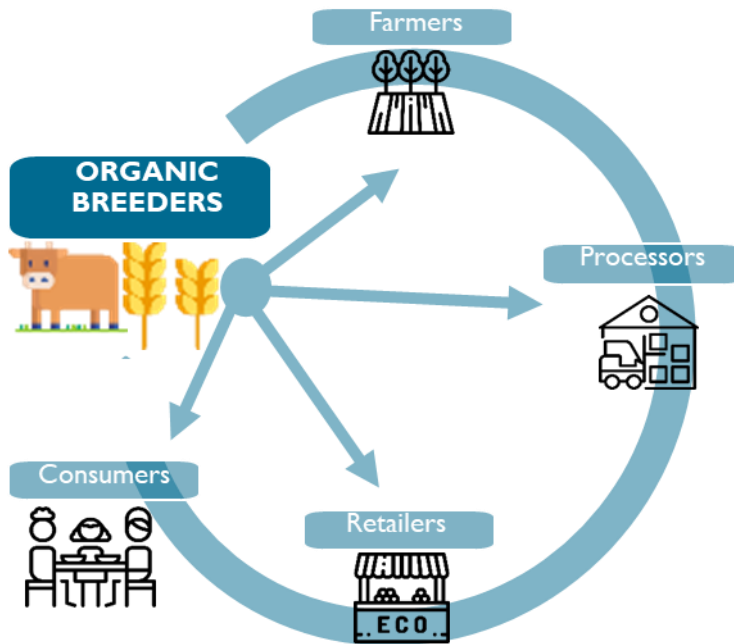 Farmers
ORGANIC
BREEDERS
Processors
Consumers
Retailers
ECO